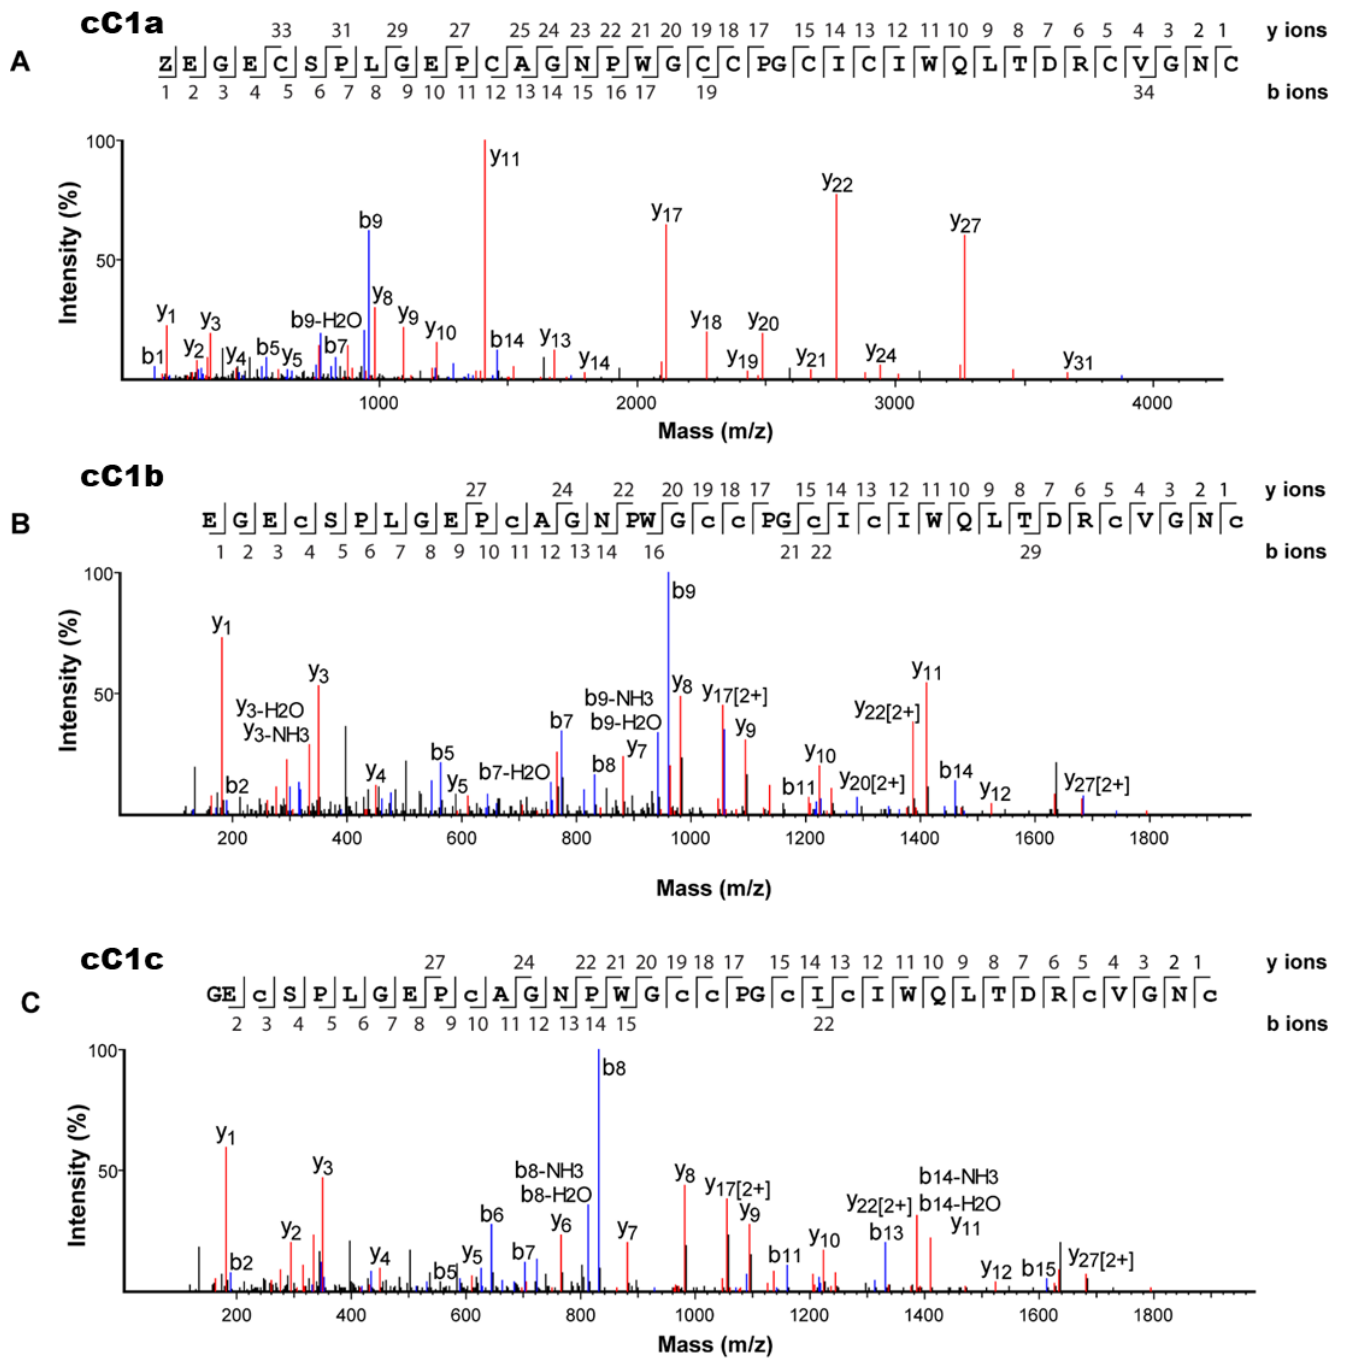 cC1a
33 31 29 27 25 24 23 22 21 20 19 18 17 15 14 13 12 11 10 9 8 7 6 5 4 3 2 1 y ions
A Z E G E C S P L G E P C A G N P W G C C P G C I C I W Q L T D R C V G N C
1 2 3 4 5 6 7 8 9 10 11 12 13 14 15 16 17 19 34 b ions
100
50
Intensity (%)
b1 y1 y2 y3 y4 b5 y5 b9-H2O b7 b9 y8 y9 y10 y11 b14 y13 y14 y17 y18 y19 y20 y21 y22 y24 y27 y31
1000 2000 3000 4000
Mass (m/z)
cC1b
27 24 22 20 19 18 17 15 14 13 12 11 10 9 8 7 6 5 4 3 2 1 y ions
B E G E c S P L G E P c A G N P W G c c P G c I c I W Q L T D R c V G N c
1 2 3 4 5 6 7 8 9 10 11 12 13 14 16 21 22 29 b ions
100
50
Intensity (%)
y1 b2 y3-H2O y3-NH3 y3 y4 b5 y5 b7-H2O b7 b9-NH3 b9-H2O b8 y7 b9 y8 y17[2+] y9 b11 y10 y20[2+] y22[2+] y11 b14 y12 y27[2+]
200 400 600 800 1000 1200 1400 1600 1800
Mass (m/z)
cC1c
27 24 22 21 20 19 18 17 15 14 13 12 11 10 9 8 7 6 5 4 3 2 1 y ions
C G E c S P L G E P c A G N P W G c c P G c I c I W Q L T D R c V G N c
2 3 4 5 6 7 8 9 10 11 12 13 14 15 22 b ions
100
50
Intensity (%)
y1 b2 y2 y3 y4 b5 y5 b6 b7 y6 b8-NH3 b8-H2O b8 y7 y8 y17[2+] y9 b11 y10 y22[2+] b13 b14-NH3 b14-H2O y11 y12 b15 y27[2+]
200 400 600 800 1000 1200 1400 1600 1800
Mass (m/z)